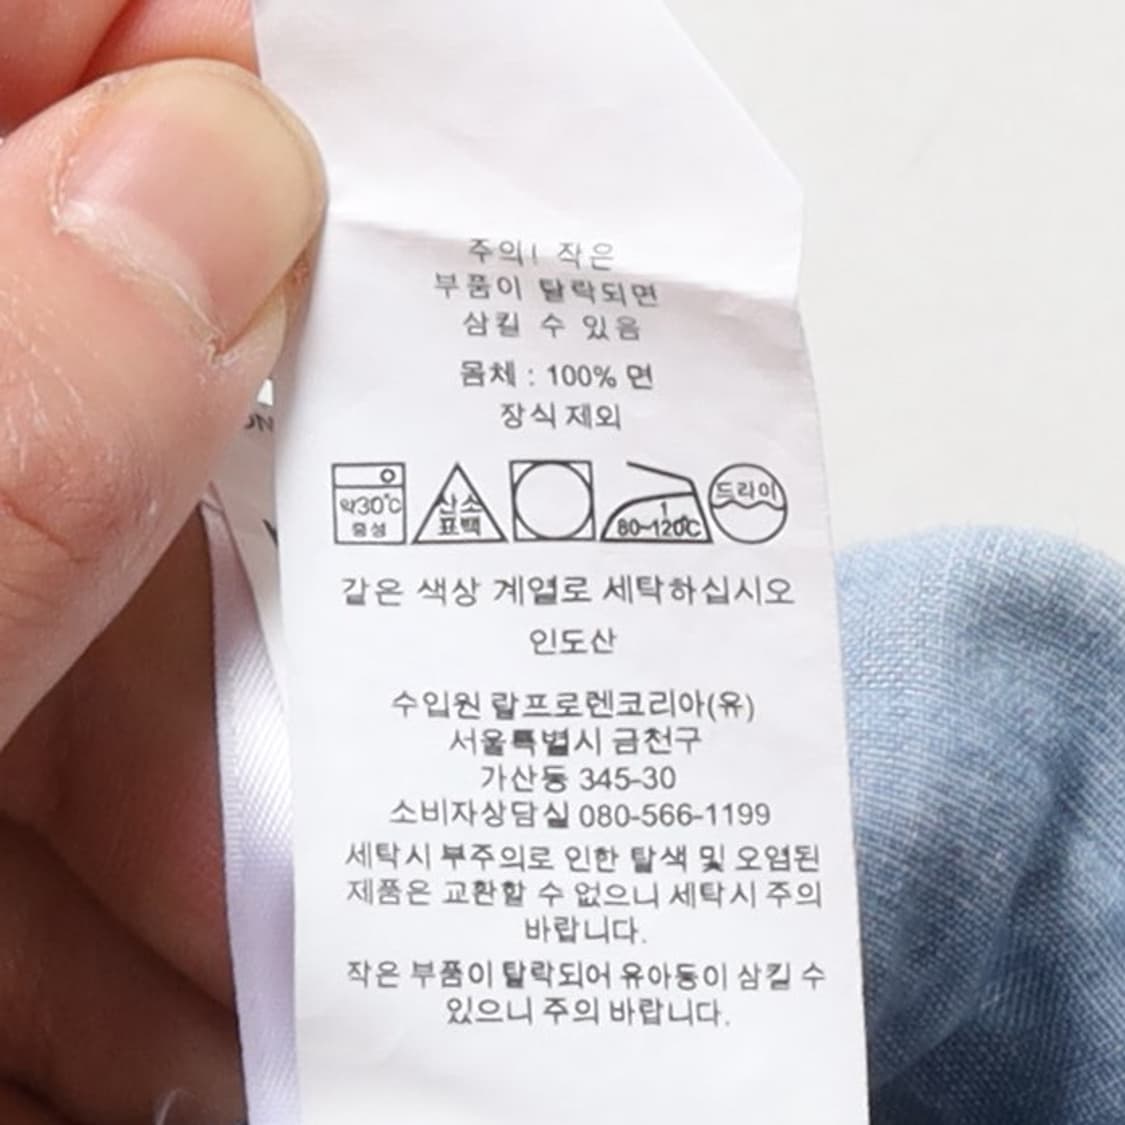 주의! 작은
부품이 탈락되면
삼킬 수 있음
몸체 : 100% 면
장식 제외
약30℃
중성
산소
표백
1
80~120℃
드라이
같은 색상 계열로 세탁하십시오
인도산
수입원 랄프로렌코리아(유)
서울특별시 금천구
가산동 345-30
소비자상담실 080-566-1199
세탁시 부주의로 인한 탈색 및 오염된
제품은 교환할 수 없으니 세탁시 주의
바랍니다.
작은 부품이 탈락되어 유아동이 삼킬 수
있으니 주의 바랍니다.